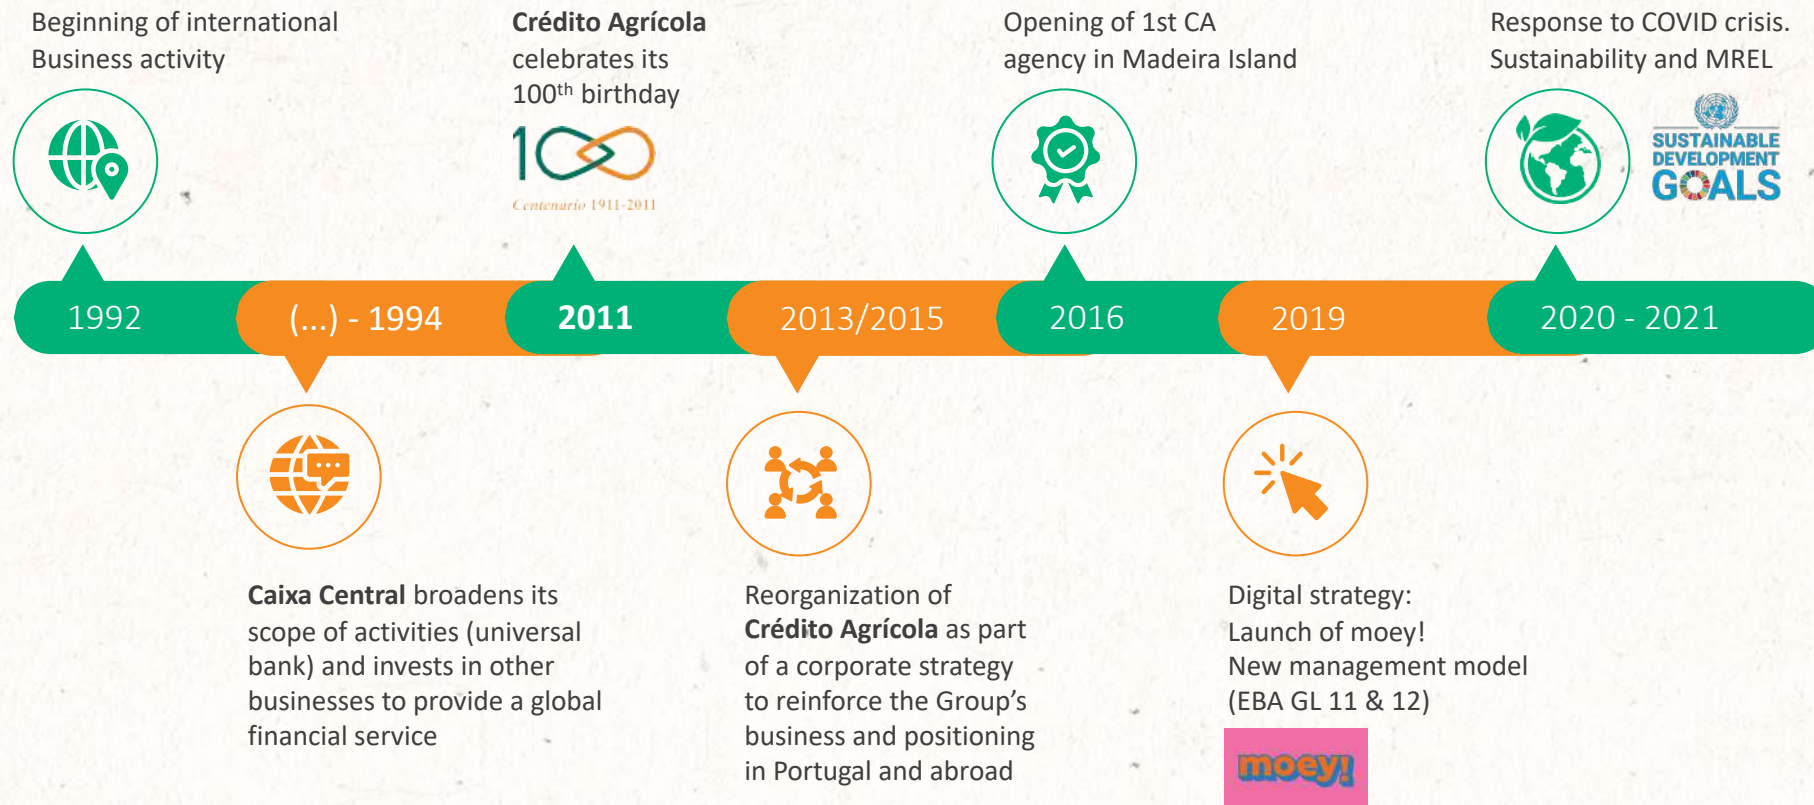 Beginning of international
Business activity
Crédito Agrícola
celebrates its
100th birthday
100
Centenário 1911-2011
Opening of 1st CA
agency in Madeira Island
Response to COVID crisis.
Sustainability and MREL
SUSTAINABLE
DEVELOPMENT
GOALS
1992
(...) - 1994
2011
2013/2015
2016
2019
2020 - 2021
Caixa Central broadens its
scope of activities (universal
bank) and invests in other
businesses to provide a global
financial service
Reorganization of
Crédito Agrícola as part
of a corporate strategy
to reinforce the Group’s
business and positioning
in Portugal and abroad
Digital strategy:
Launch of moey!
New management model
(EBA GL 11 & 12)
moey!